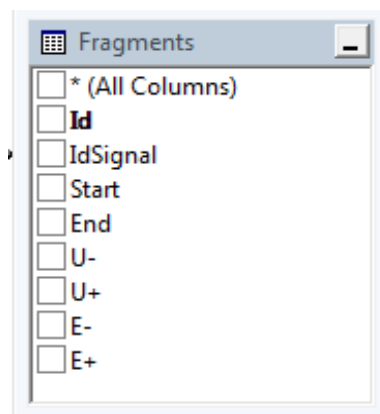 Fragments
* (All Columns)
Id
IdSignal
Start
End
U-
U+
E-
E+